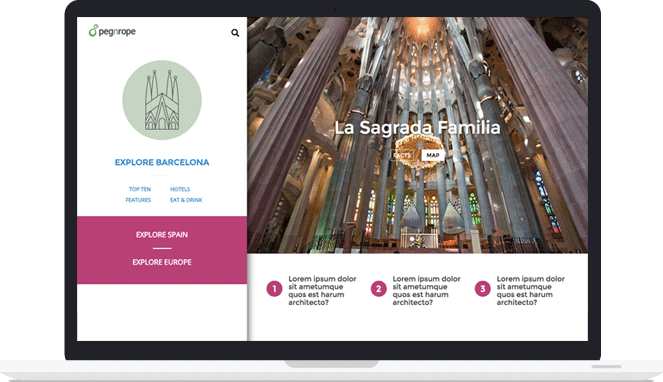 pegnrope
EXPLORE BARCELONA
TOP TEN
HOTELS
FEATURES
EAT & DRINK
EXPLORE SPAIN
EXPLORE EUROPE
La Sagrada Familia
FACTS
MAP
1
Lorem ipsum dolor
sit ametumque
quos est harum
architecto?
2
Lorem ipsum dolor
sit ametumque
quos est harum
architecto?
3
Lorem ipsum dolor
sit ametumque
quos est harum
architecto?